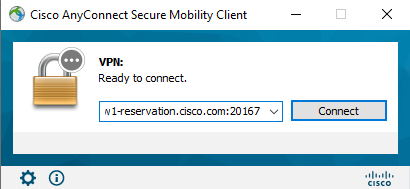 Cisco AnyConnect Secure Mobility Client
VPN:
Ready to connect.
1-reservation.cisco.com:20167
Connect
CISCO